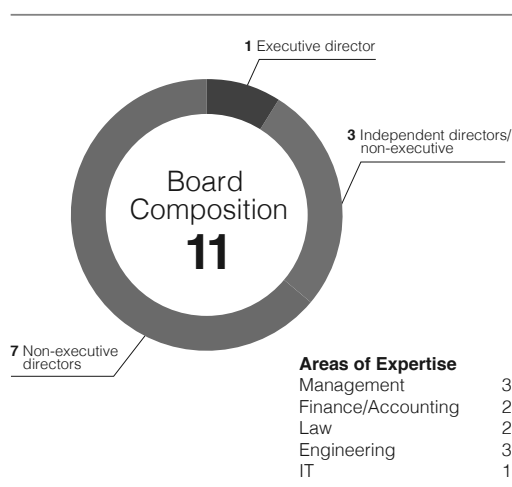 1 Executive director
3 Independent directors/
non-executive
Board
Composition
11
7 Non-executive
directors
Areas of Expertise
Management 3
Finance/Accounting 2
Law 2
Engineering 3
IT 1